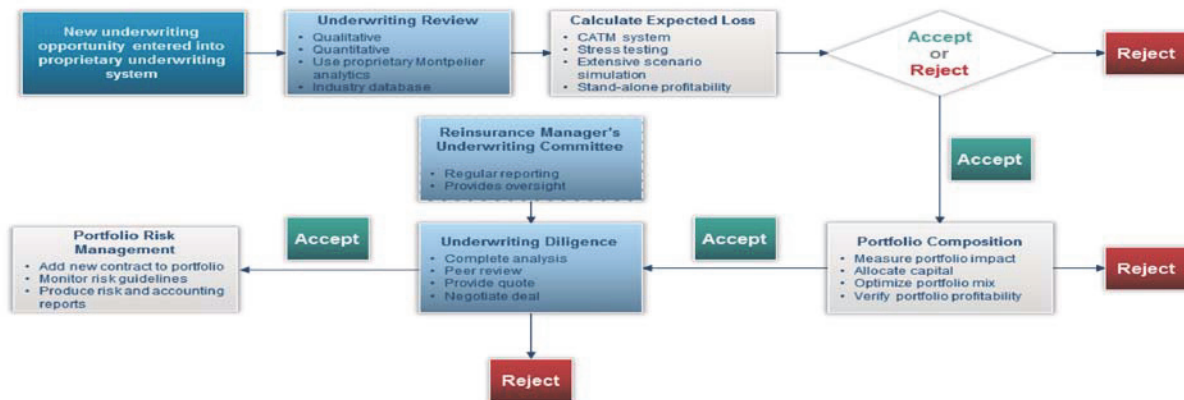 New underwriting
opportunity entered into
proprietary underwriting
system
Underwriting Review
• Qualitative
• Quantitative
• Use proprietary Montpelier
analytics
• Industry database
Calculate Expected Loss
• CATM system
• Stress testing
• Extensive scenario
simulation
• Stand-alone profitability
Accept
or
Reject
Reject
Reinsurance Manager's
Underwriting Committee
• Regular reporting
• Provides oversight
Accept
Portfolio Risk
Management
• Add new contract to portfolio
• Monitor risk guidelines
• Produce risk and accounting
reports
Accept
Underwriting Diligence
• Complete analysis
• Peer review
• Provide quote
• Negotiate deal
Accept
Portfolio Composition
• Measure portfolio impact
• Allocate capital
• Optimize portfolio mix
• Verify portfolio profitability
Reject
Reject